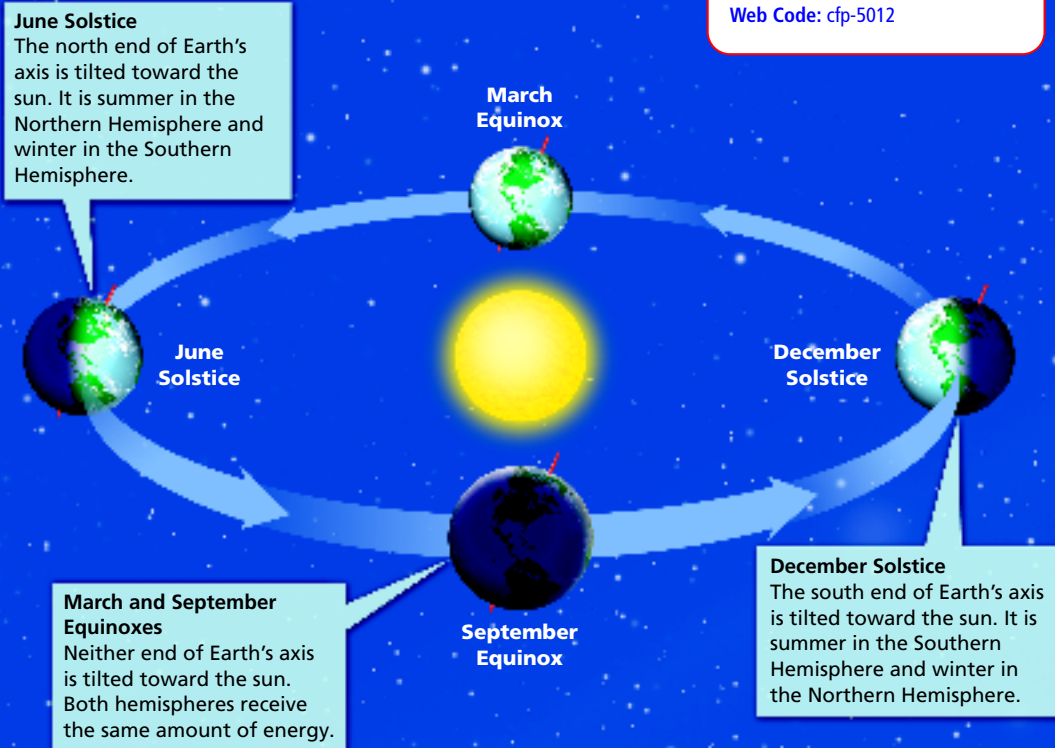 Web Code: cfp-5012
June Solstice
The north end of Earth's
axis is tilted toward the
sun. It is summer in the
Northern Hemisphere and
winter in the Southern
Hemisphere.
March
Equinox
June
Solstice
December
Solstice
September
Equinox
March and September
Equinoxes
Neither end of Earth's axis
is tilted toward the sun.
Both hemispheres receive
the same amount of energy.
December Solstice
The south end of Earth's axis
is tilted toward the sun. It is
summer in the Southern
Hemisphere and winter in
the Northern Hemisphere.